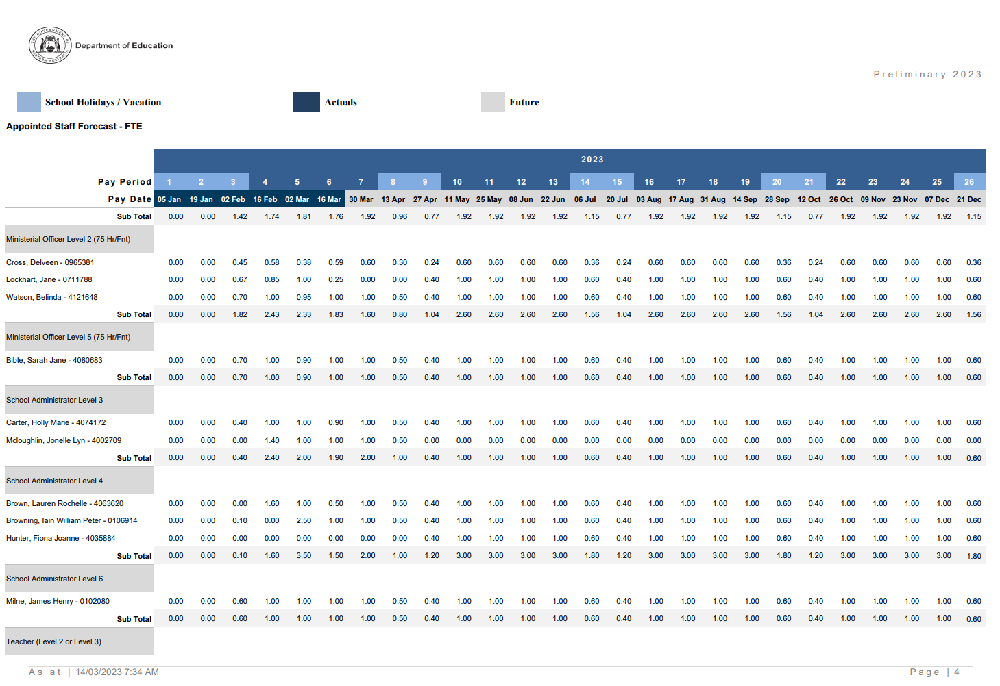 THE GOVERNMENT OF WESTERN AUSTRALIA
Department of Education
Preliminary 2023
School Holidays / Vacation Actuals Future
Appointed Staff Forecast - FTE
2023
Pay Period 1 2 3 4 5 6 7 8 9 10 11 12 13 14 15 16 17 18 19 20 21 22 23 24 25 26
Pay Date 05 Jan 19 Jan 02 Feb 16 Feb 02 Mar 16 Mar 30 Mar 13 Apr 27 Apr 11 May 25 May 08 Jun 22 Jun 06 Jul 20 Jul 03 Aug 17 Aug 31 Aug 14 Sep 28 Sep 12 Oct 26 Oct 09 Nov 23 Nov 07 Dec 21 Dec
Sub Total 0.00 0.00 1.42 1.74 1.81 1.76 1.92 0.96 0.77 1.92 1.92 1.92 1.92 1.15 0.77 1.92 1.92 1.92 1.92 1.15 0.77 1.92 1.92 1.92 1.92 1.15
Ministerial Officer Level 2 (75 Hr/Fnt)
Cross, Delveen - 0965381 0.00 0.00 0.45 0.58 0.38 0.59 0.60 0.30 0.24 0.60 0.60 0.60 0.60 0.36 0.24 0.60 0.60 0.60 0.60 0.36 0.24 0.60 0.60 0.60 0.60 0.36
Lockhart, Jane - 0711788 0.00 0.00 0.67 0.85 1.00 0.25 0.00 0.00 0.40 1.00 1.00 1.00 1.00 0.60 0.40 1.00 1.00 1.00 1.00 0.60 0.40 1.00 1.00 1.00 1.00 0.60
Watson, Belinda - 4121648 0.00 0.00 0.70 1.00 0.95 1.00 1.00 0.50 0.40 1.00 1.00 1.00 1.00 0.60 0.40 1.00 1.00 1.00 1.00 0.60 0.40 1.00 1.00 1.00 1.00 0.60
Sub Total 0.00 0.00 1.82 2.43 2.33 1.83 1.60 0.80 1.04 2.60 2.60 2.60 2.60 1.56 1.04 2.60 2.60 2.60 2.60 1.56 1.04 2.60 2.60 2.60 2.60 1.56
Ministerial Officer Level 5 (75 Hr/Fnt)
Bible, Sarah Jane - 4080683 0.00 0.00 0.70 1.00 0.90 1.00 1.00 0.50 0.40 1.00 1.00 1.00 1.00 0.60 0.40 1.00 1.00 1.00 1.00 0.60 0.40 1.00 1.00 1.00 1.00 0.60
Sub Total 0.00 0.00 0.70 1.00 0.90 1.00 1.00 0.50 0.40 1.00 1.00 1.00 1.00 0.60 0.40 1.00 1.00 1.00 1.00 0.60 0.40 1.00 1.00 1.00 1.00 0.60
School Administrator Level 3
Carter, Holly Marie - 4074172 0.00 0.00 0.40 1.00 1.00 0.90 1.00 0.50 0.40 1.00 1.00 1.00 1.00 0.60 0.40 1.00 1.00 1.00 1.00 0.60 0.40 1.00 1.00 1.00 1.00 0.60
Mcloughlin, Jonelle Lyn - 4002709 0.00 0.00 0.00 1.40 1.00 1.00 1.00 0.50 0.00 0.00 0.00 0.00 0.00 0.00 0.00 0.00 0.00 0.00 0.00 0.00 0.00 0.00 0.00 0.00 0.00 0.00
Sub Total 0.00 0.00 0.40 2.40 2.00 1.90 2.00 1.00 0.40 1.00 1.00 1.00 1.00 0.60 0.40 1.00 1.00 1.00 1.00 0.60 0.40 1.00 1.00 1.00 1.00 0.60
School Administrator Level 4
Brown, Lauren Rochelle - 4063620 0.00 0.00 0.00 1.60 1.00 0.50 1.00 0.50 0.40 1.00 1.00 1.00 1.00 0.60 0.40 1.00 1.00 1.00 1.00 0.60 0.40 1.00 1.00 1.00 1.00 0.60
Browning, Iain William Peter - 0106914 0.00 0.00 0.10 0.00 2.50 1.00 1.00 0.50 0.40 1.00 1.00 1.00 1.00 0.60 0.40 1.00 1.00 1.00 1.00 0.60 0.40 1.00 1.00 1.00 1.00 0.60
Hunter, Fiona Joanne - 4035884 0.00 0.00 0.00 0.00 0.00 0.00 0.00 0.00 0.40 1.00 1.00 1.00 1.00 0.60 0.40 1.00 1.00 1.00 1.00 0.60 0.40 1.00 1.00 1.00 1.00 0.60
Sub Total 0.00 0.00 0.10 1.60 3.50 1.50 2.00 1.00 1.20 3.00 3.00 3.00 3.00 1.80 1.20 3.00 3.00 3.00 3.00 1.80 1.20 3.00 3.00 3.00 3.00 1.80
School Administrator Level 6
Milne, James Henry - 0102080 0.00 0.00 0.60 1.00 1.00 1.00 1.00 0.50 0.40 1.00 1.00 1.00 1.00 0.60 0.40 1.00 1.00 1.00 1.00 0.60 0.40 1.00 1.00 1.00 1.00 0.60
Sub Total 0.00 0.00 0.60 1.00 1.00 1.00 1.00 0.50 0.40 1.00 1.00 1.00 1.00 0.60 0.40 1.00 1.00 1.00 1.00 0.60 0.40 1.00 1.00 1.00 1.00 0.60
Teacher (Level 2 or Level 3)
As at | 14/03/2023 7:34 AM
Page | 4